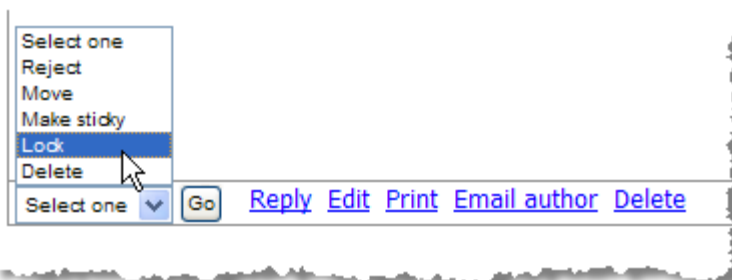 Select one
Reject
Move
Make sticky
Lock
Delete
Select one Go Reply Edit Print Email author Delete